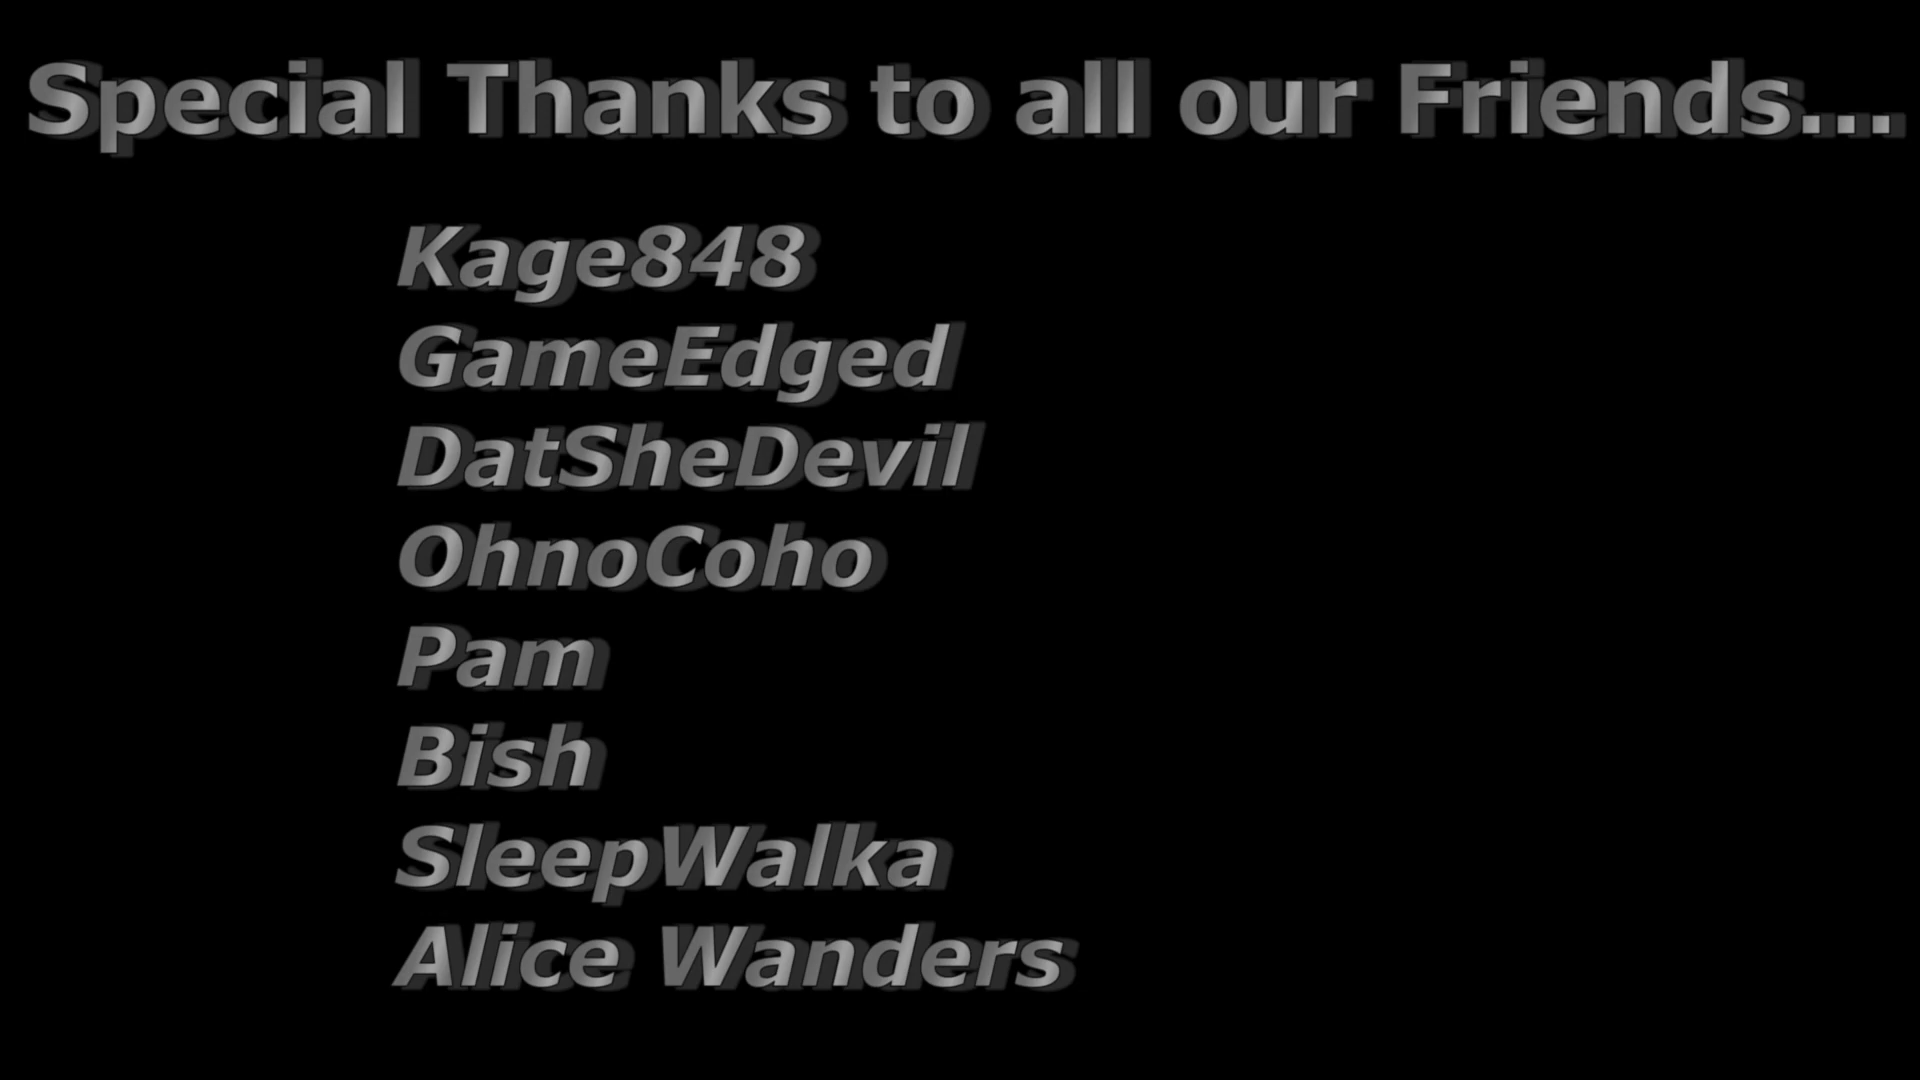 Special Thanks to all our Friends...
Kage848
GameEdged
DatSheDevil
OhnoCoho
Pam
Bish
SleepWalka
Alice Wanders